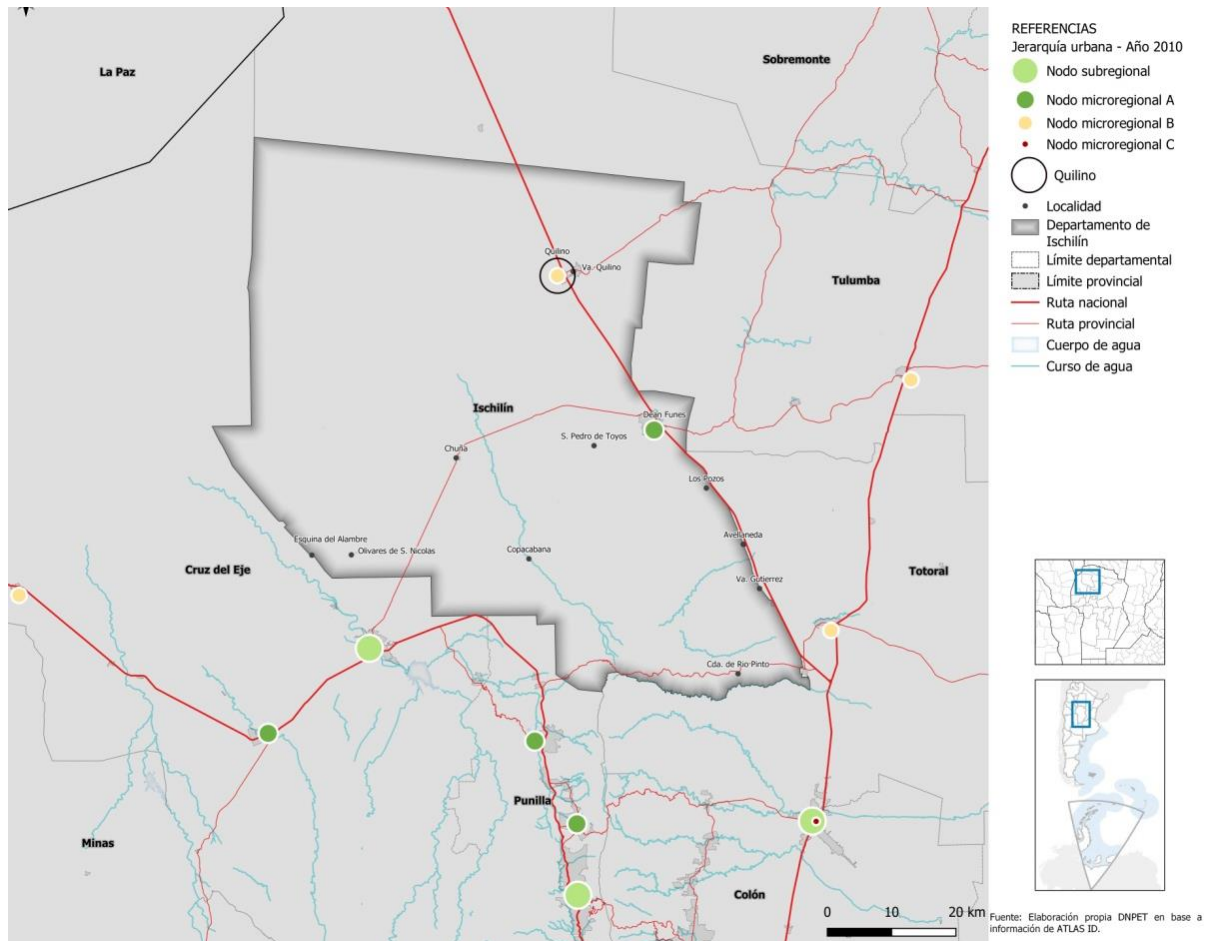 La Paz
Sobremonte
Quilino
Va. Quilino
Tulumba
Ischilín
Dean Funes
S. Pedro de Toyos
Chuña
Los Pozos
Esquina del Alambre
Olivares de S. Nicolas
Copacabana
Avellaneda
Cruz del Eje
Totoral
Va. Gutierrez
Cda. de Rio Pinto
Punilla
Minas
Colón
0 10 20 km
REFERENCIAS
Jerarquía urbana - Año 2010
Nodo subregional
Nodo microregional A
Nodo microregional B
Nodo microregional C
Quilino
Localidad
Departamento de
Ischilín
Límite departamental
Límite provincial
Ruta nacional
Ruta provincial
Cuerpo de agua
Curso de agua
Fuente: Elaboración propia DNPET en base a
información de ATLAS ID.